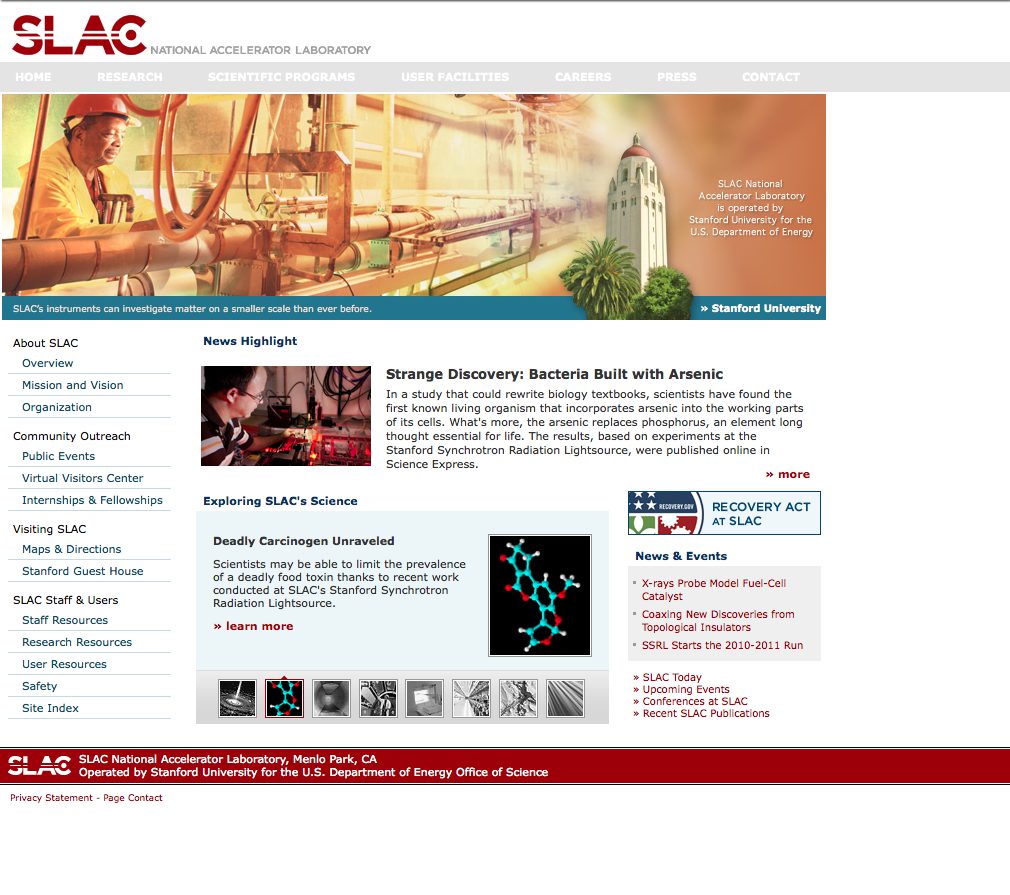 SLAC NATIONAL ACCELERATOR LABORATORY
HOME RESEARCH SCIENTIFIC PROGRAMS USER FACILITIES CAREERS PRESS CONTACT
SLAC National
Accelerator Laboratory
is operated by
Stanford University for the
U.S. Department of Energy
SLAC's instruments can investigate matter on a smaller scale than ever before.
» Stanford University
About SLAC
Overview
Mission and Vision
Organization
Community Outreach
Public Events
Virtual Visitors Center
Internships & Fellowships
Visiting SLAC
Maps & Directions
Stanford Guest House
SLAC Staff & Users
Staff Resources
Research Resources
User Resources
Safety
Site Index
News Highlight
Strange Discovery: Bacteria Built with Arsenic
In a study that could rewrite biology textbooks, scientists have found the
first known living organism that incorporates arsenic into the working parts
of its cells. What's more, the arsenic replaces phosphorus, an element long
thought essential for life. The results, based on experiments at the
Stanford Synchrotron Radiation Lightsource, were published online in
Science Express.
» more
Exploring SLAC's Science
Deadly Carcinogen Unraveled
Scientists may be able to limit the prevalence
of a deadly food toxin thanks to recent work
conducted at SLAC's Stanford Synchrotron
Radiation Lightsource.
» learn more
RECOVERY.GOV
RECOVERY ACT
AT SLAC
News & Events
X-rays Probe Model Fuel-Cell
Catalyst
Coaxing New Discoveries from
Topological Insulators
SSRL Starts the 2010-2011 Run
» SLAC Today
» Upcoming Events
» Conferences at SLAC
» Recent SLAC Publications
SLAC
SLAC National Accelerator Laboratory, Menlo Park, CA
Operated by Stanford University for the U.S. Department of Energy Office of Science
Privacy Statement - Page Contact